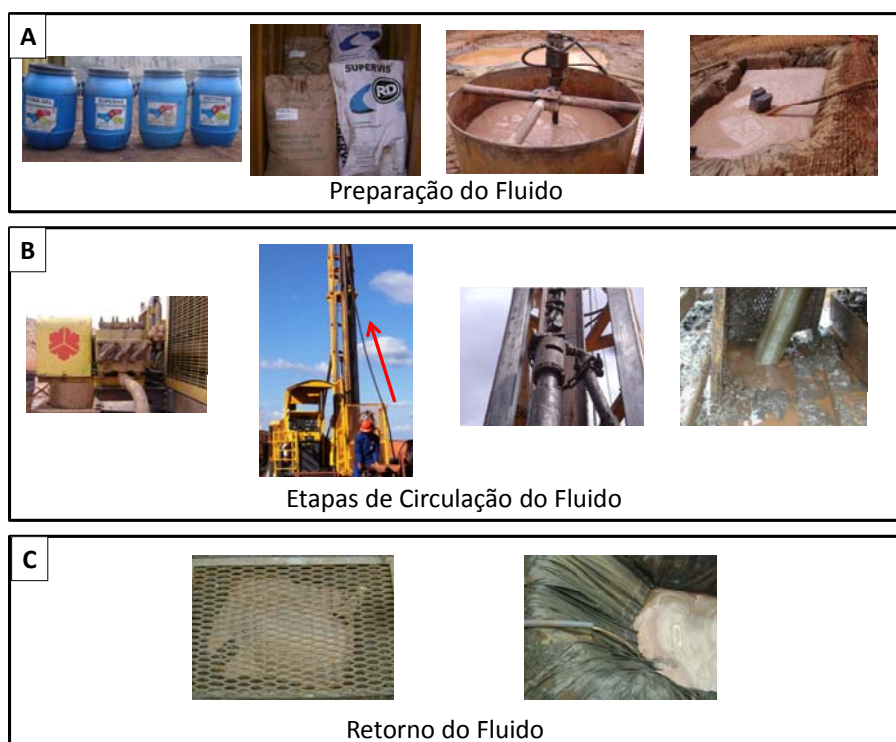 A
SUPERVIS
RD
Preparação do Fluido
B
Etapas de Circulação do Fluido
C
Retorno do Fluido